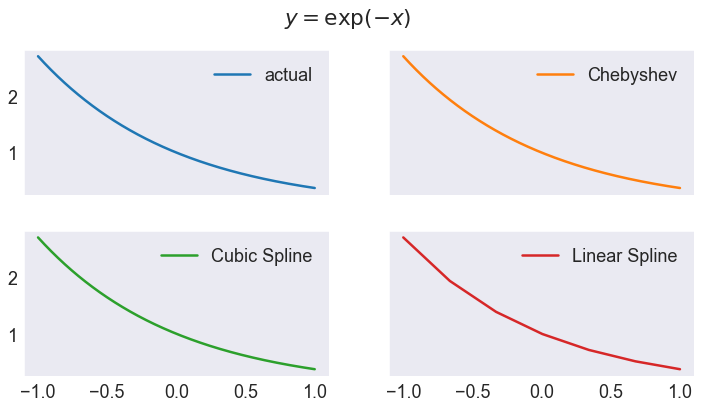 y = exp(−x)
actual
Chebyshev
2
1
Cubic Spline
Linear Spline
2
1
−1.0 −0.5 0.0 0.5 1.0 −1.0 −0.5 0.0 0.5 1.0